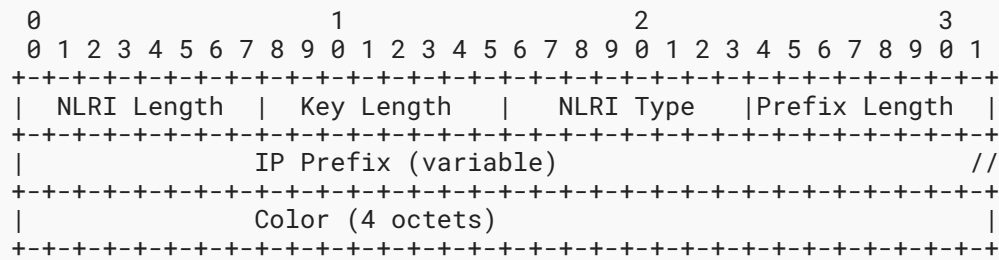 0                   1                   2                   3
 0 1 2 3 4 5 6 7 8 9 0 1 2 3 4 5 6 7 8 9 0 1 2 3 4 5 6 7 8 9 0 1
+-+-+-+-+-+-+-+-+-+-+-+-+-+-+-+-+-+-+-+-+-+-+-+-+-+-+-+-+-+-+-+-+
|  NLRI Length  |  Key Length   |   NLRI Type   |Prefix Length  |
+-+-+-+-+-+-+-+-+-+-+-+-+-+-+-+-+-+-+-+-+-+-+-+-+-+-+-+-+-+-+-+-+
|               IP Prefix (variable)                           //
+-+-+-+-+-+-+-+-+-+-+-+-+-+-+-+-+-+-+-+-+-+-+-+-+-+-+-+-+-+-+-+-+
|               Color (4 octets)                                |
+-+-+-+-+-+-+-+-+-+-+-+-+-+-+-+-+-+-+-+-+-+-+-+-+-+-+-+-+-+-+-+-+